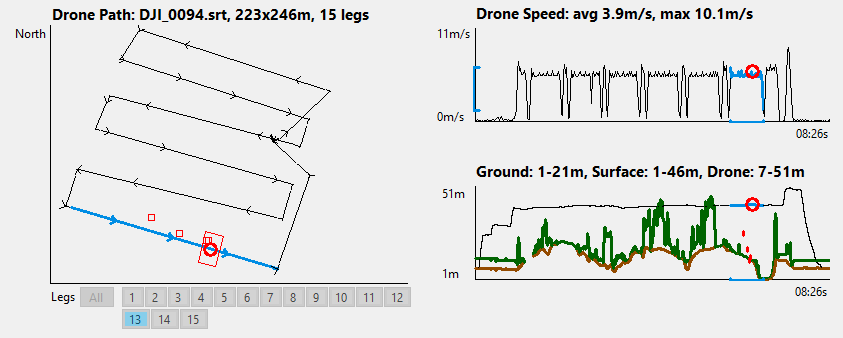 Drone Path: DJI_0094.srt, 223x246m, 15 legs
North
Legs All 1 2 3 4 5 6 7 8 9 10 11 12
13 14 15
Drone Speed: avg 3.9m/s, max 10.1m/s
11m/s
0m/s
08:26s
Ground: 1-21m, Surface: 1-46m, Drone: 7-51m
51m
1m
08:26s